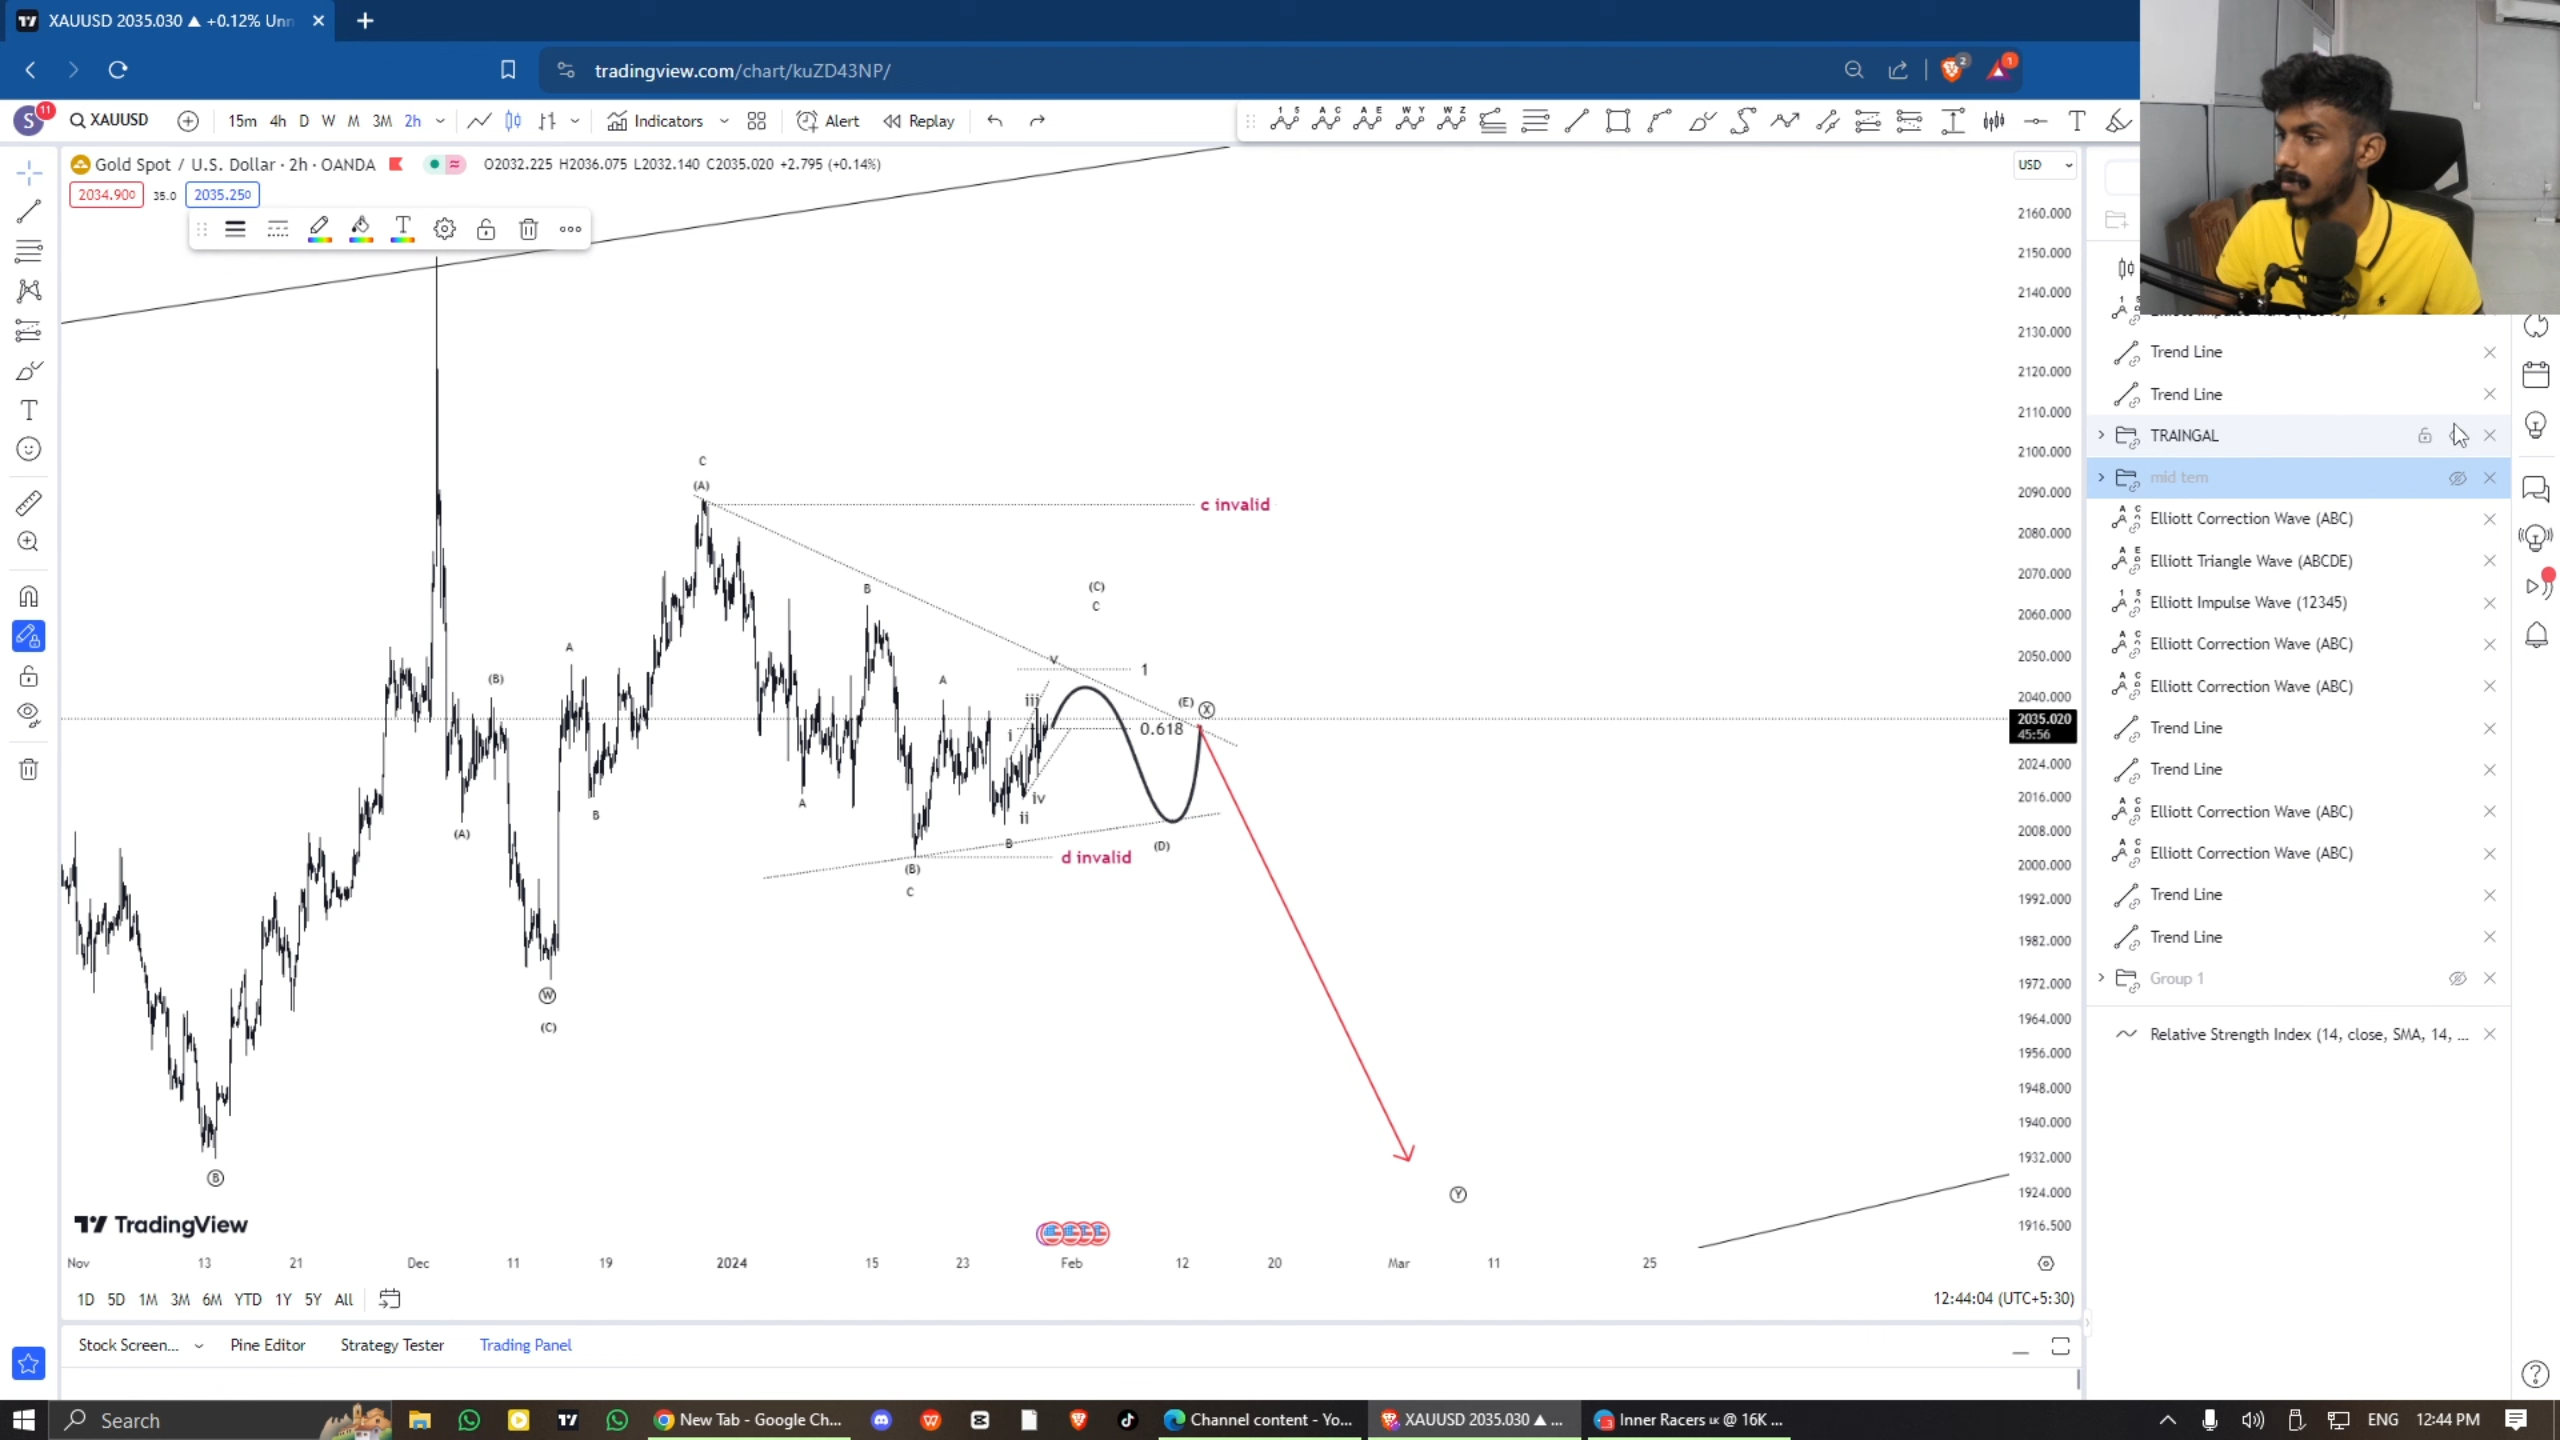 XAUUSD 2035.030 ▲ +0.12% Unn
tradingview.com/chart/kuZD43NP/
2
1
S
11
XAUUSD
15m 4h D W M 3M 2h
Indicators
Alert
Replay
Gold Spot / U.S. Dollar · 2h · OANDA
O2032.225 H2036.075 L2032.140 C2035.020 +2.795 (+0.14%)
2034.900
35.0
2035.250
USD
2160.000
2150.000
2140.000
2130.000
2120.000
2110.000
2100.000
2090.000
2080.000
2070.000
2060.000
2050.000
2040.000
2035.020
45:56
2024.000
2016.000
2008.000
2000.000
1992.000
1982.000
1972.000
1964.000
1956.000
1948.000
1940.000
1932.000
1924.000
1916.500
C
(A)
c invalid
B
(C)
C
A
(B)
V
1
A
iii
(E)
X
i
0.618
A
iv
B
ii
(A)
B
(D)
d invalid
(B)
C
W
(C)
B
Y
TradingView
Nov 13 21 Dec 11 19 2024 15 23 Feb 12 20 Mar 11 25
1D 5D 1M 3M 6M YTD 1Y 5Y All
12:44:04 (UTC+5:30)
Stock Screen... Pine Editor Strategy Tester Trading Panel
Trend Line
Trend Line
TRAINGAL
mid tem
Elliott Correction Wave (ABC)
Elliott Triangle Wave (ABCDE)
Elliott Impulse Wave (12345)
Elliott Correction Wave (ABC)
Elliott Correction Wave (ABC)
Trend Line
Trend Line
Elliott Correction Wave (ABC)
Elliott Correction Wave (ABC)
Trend Line
Trend Line
Group 1
Relative Strength Index (14, close, SMA, 14, ...
Search
New Tab - Google Ch...
Channel content - Yo...
XAUUSD 2035.030 ▲ ...
Inner Racers LK @ 16K ...
ENG
12:44 PM